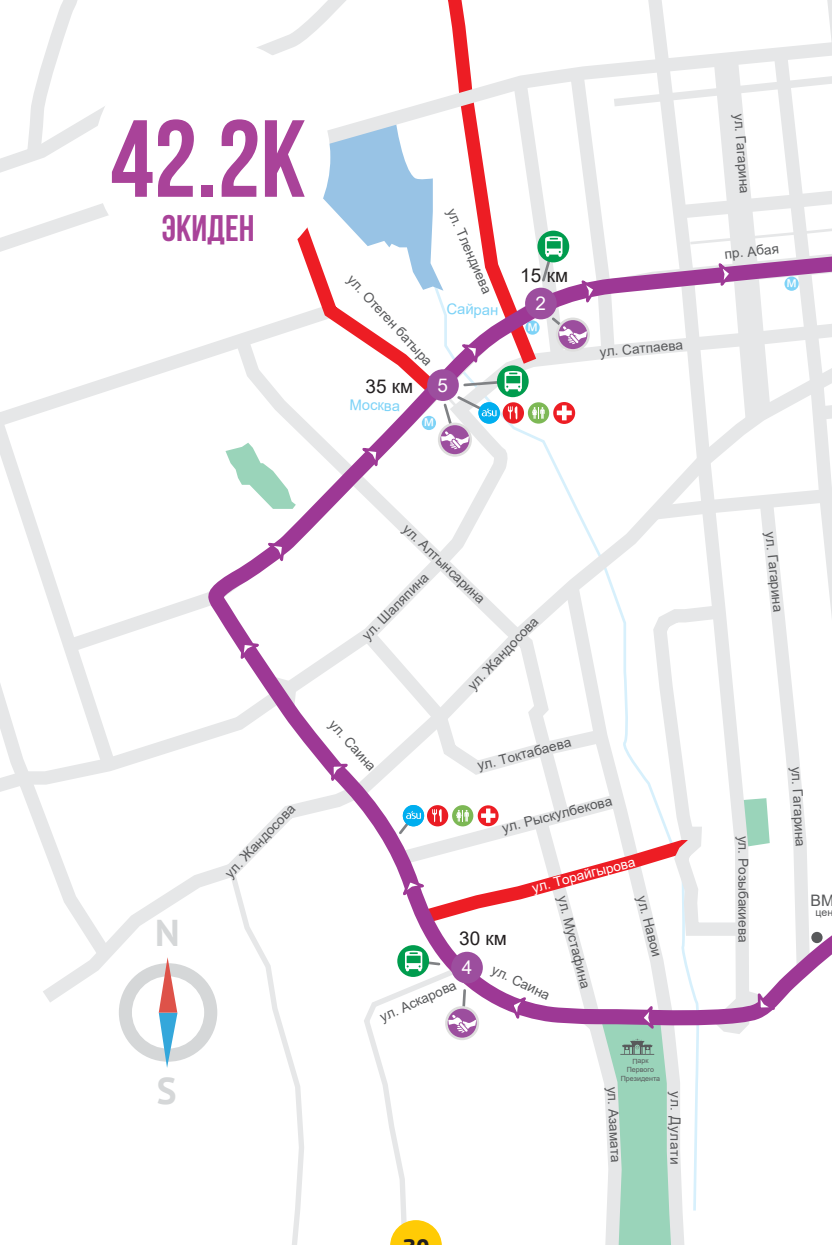 42.2K
ЭКИДЕН
ул. Гагарина
ул. Тлендиева
пр. Абая
15 км
2
М
ул. Отеген батыра
Сайран
М
ул. Сатпаева
35 км
5
Москва
М
asu
ул. Алтынсарина
ул. Гагарина
ул. Шаляпина
ул. Жандосова
ул. Саина
ул. Токтабаева
ул. Гагарина
asu
ул. Рыскулбекова
ул. Жандосова
ул. Розыбакиева
ул. Торайгырова
ул. Мустафина
ул. Навои
N
30 км
4
ул. Саина
ул. Аскарова
S
Парк
Первого
Президента
ул. Азамата
ул. Дулати